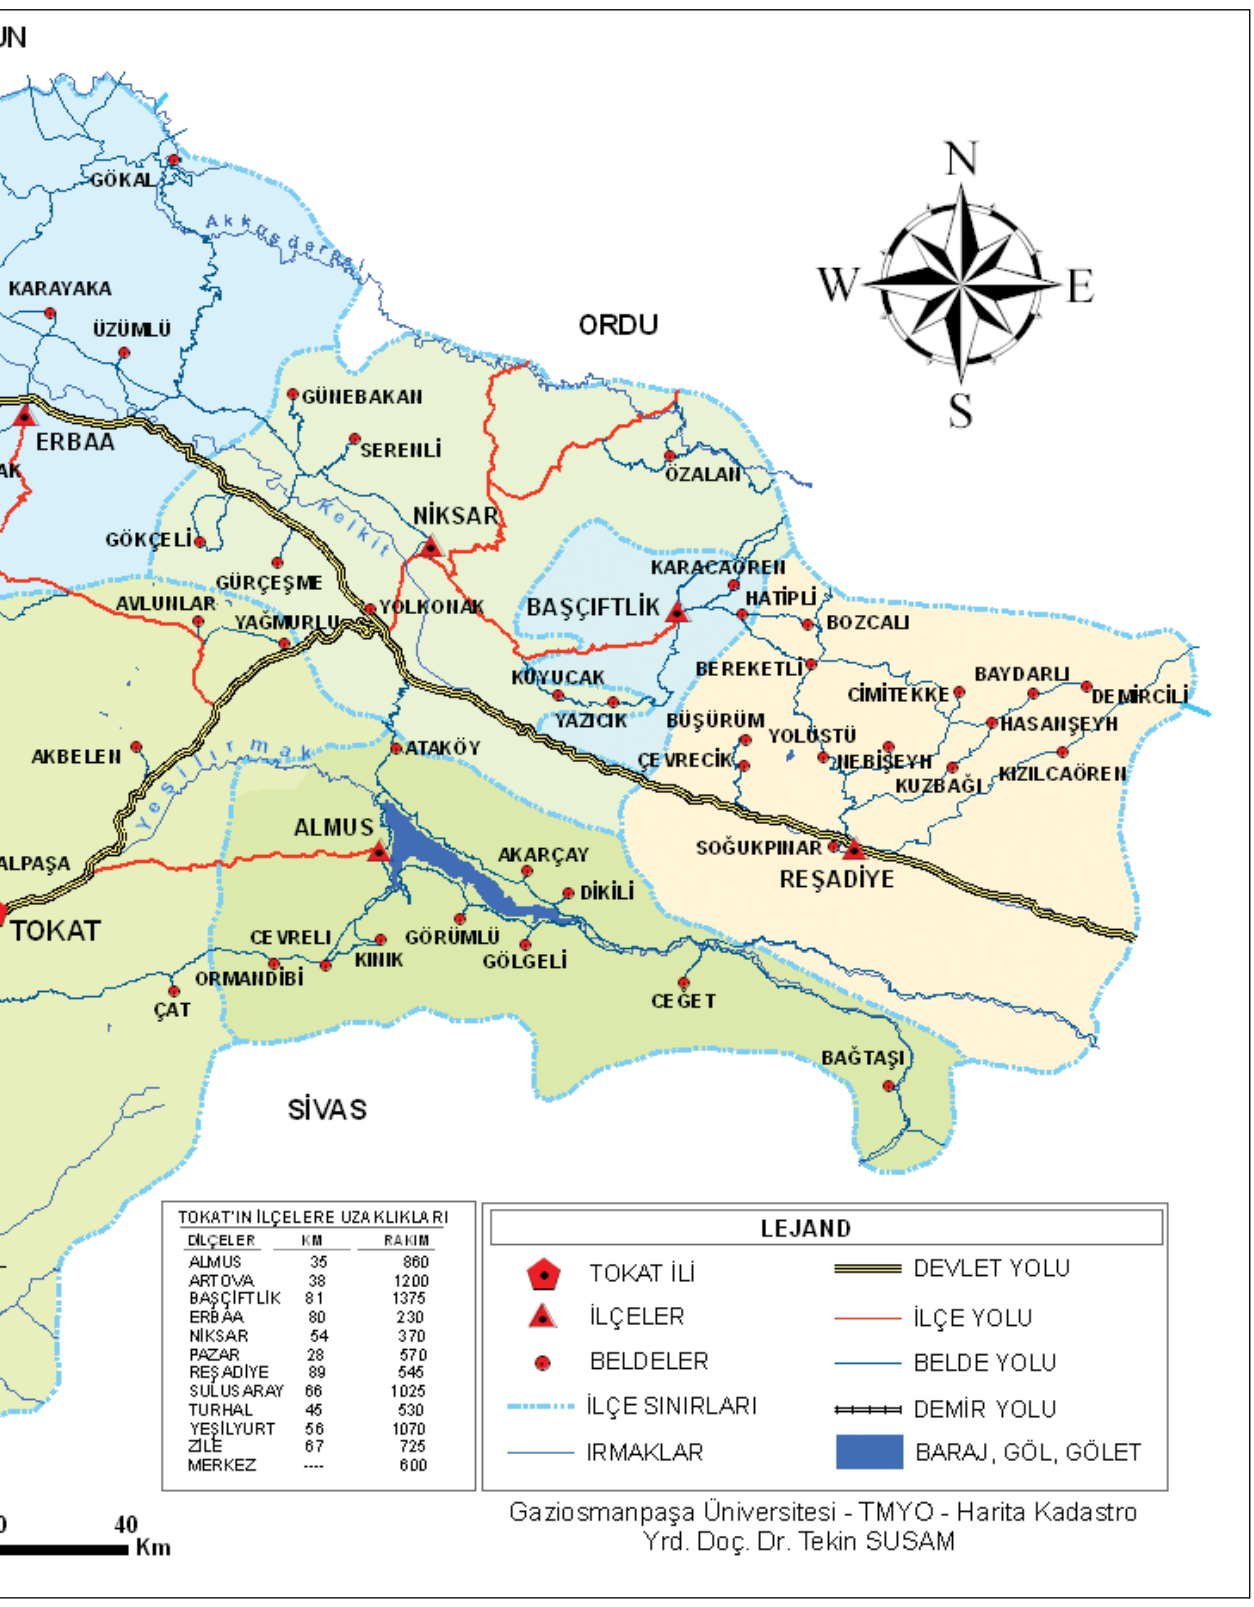 UN
GÖKAL
Akkuşderesi
KARAYAKA
ÜZÜMLÜ
N
W
E
S
ORDU
GÜNEBAKAN
ERBAA
SERENLİ
AK
ÖZALAN
Kelkit
NİKSAR
GÖKÇELİ
GÜRÇEŞME
KARACAÖREN
AVLUNLAR
YOLKONAK
BAŞÇIFTLİK
HATİPLİ
YAĞMURLU
BOZCALI
KUYUCAK
BEREKETLİ
BAYDARLI
CİMİTEKKE
DEMİRCİLİ
YAZICIK
BÜŞÜRÜM
HASANŞEYH
YOLÜSTÜ
AKBELEN
ATAKÖY
ÇEVRECİK
NEBİŞEYH
KIZILCAÖREN
KUZBAĞI
Yeşilırmak
ALMUS
SOĞUKPINAR
ALPAŞA
AKARÇAY
REŞADİYE
DİKİLİ
TOKAT
CEVRELI
GÖRÜMLÜ
KINIK
GÖLGELİ
ORMANDİBİ
ÇAT
CEĞET
BAĞTAŞI
SİVAS
TOKAT'IN İLÇELERE UZAKLIKLARI
DİLÇELER KM RAKIM
ALMUS 35 860
ARTOVA 38 1200
BAŞÇİFTLİK 81 1375
ERBAA 80 230
NİKSAR 54 370
PAZAR 28 570
REŞADİYE 89 545
SULUSARAY 66 1025
TURHAL 45 530
YEŞİLYURT 56 1070
ZİLE 67 725
MERKEZ ---- 600
LEJAND
TOKAT İLİ
DEVLET YOLU
İLÇELER
İLÇE YOLU
BELDELER
BELDE YOLU
İLÇE SINIRLARI
DEMİR YOLU
IRMAKLAR
BARAJ, GÖL, GÖLET
Gaziosmanpaşa Üniversitesi - TMYO - Harita Kadastro
Yrd. Doç. Dr. Tekin SUSAM
0 40
Km